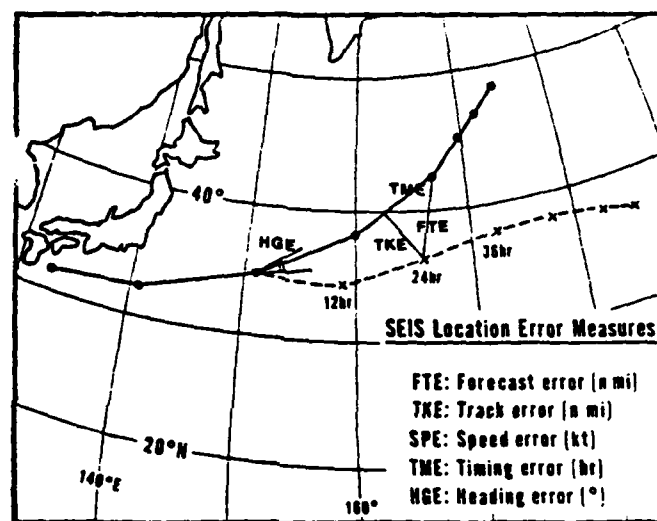 40°
TME
FTE
HGE
TKE
36hr
24hr
12hr
SEIS Location Error Measures
FTE: Forecast error (n mi)
TKE: Track error (n mi)
SPE: Speed error (kt)
TME: Timing error (hr)
HGE: Heading error (°)
20°N
140°E
160°